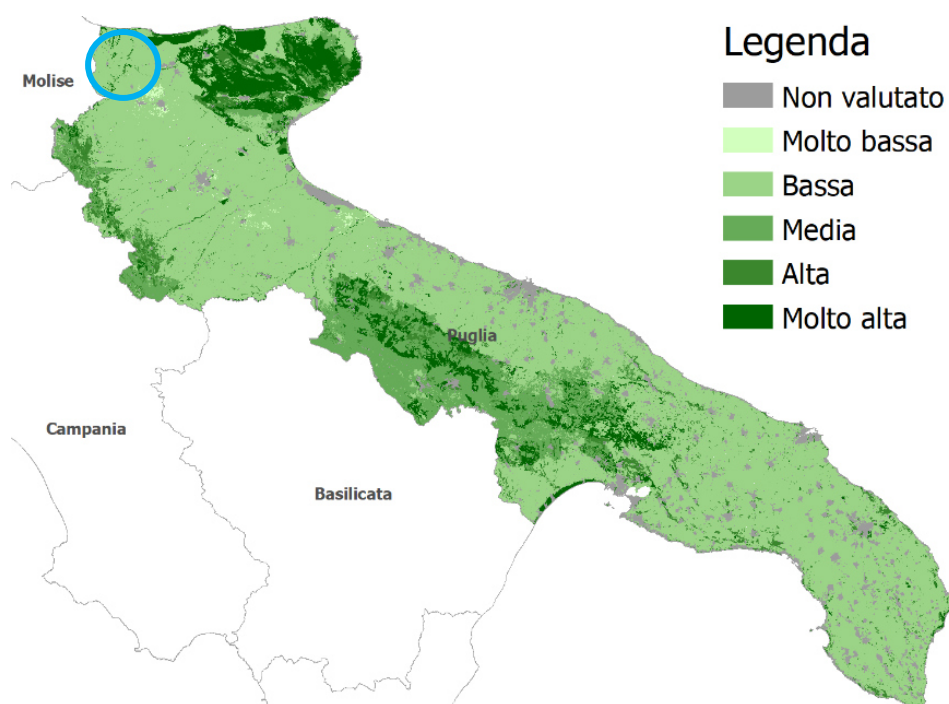 Legenda
Non valutato
Molto bassa
Bassa
Media
Alta
Molto alta
Molise
Puglia
Campania
Basilicata